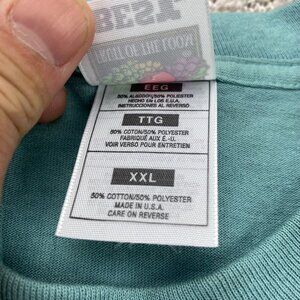 BEST
FRUIT OF THE LOOM
EEG
50% ALGODON/50% POLIESTER
HECHO EN LOS E.U.A.
INSTRUCCIONES AL REVERSO
TTG
50% COTON/50% POLYESTER
FABRIQUÉ AUX É.-U.
VOIR VERSO POUR ENTRETIEN
XXL
50% COTTON/50% POLYESTER
MADE IN U.S.A.
CARE ON REVERSE